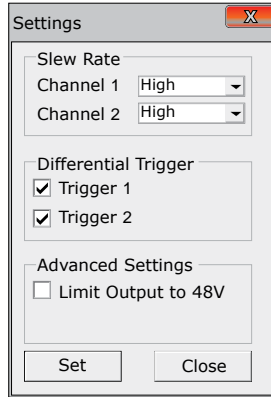 Settings
X
Slew Rate
Channel 1 High
Channel 2 High
Differential Trigger
Trigger 1
Trigger 2
Advanced Settings
Limit Output to 48V
Set Close